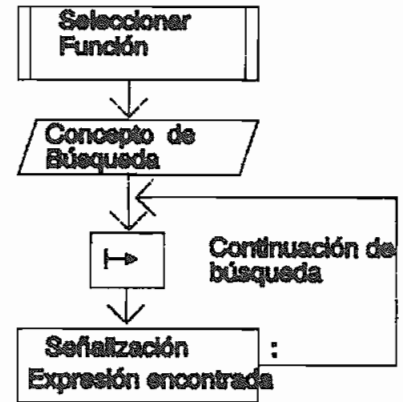 Seleccionar
Función
Concepto de
Búsqueda
Continuación de
búsqueda
Señalización :
Expresión encontrada